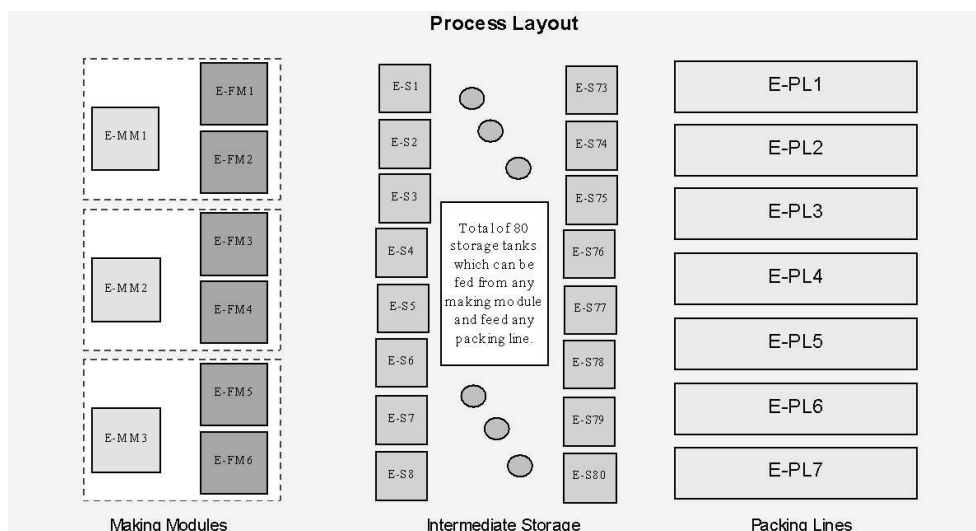 Process Layout
E-MM1
E-FM1
E-FM2
E-MM2
E-FM3
E-FM4
E-MM3
E-FM5
E-FM6
Making Modules
E-S1
E-S2
E-S3
E-S4
E-S5
E-S6
E-S7
E-S8
Total of 80
storage tanks
which can be
fed from any
making module
and feed any
packing line.
E-S73
E-S74
E-S75
E-S76
E-S77
E-S78
E-S79
E-S80
Intermediate Storage
E-PL1
E-PL2
E-PL3
E-PL4
E-PL5
E-PL6
E-PL7
Packing Lines